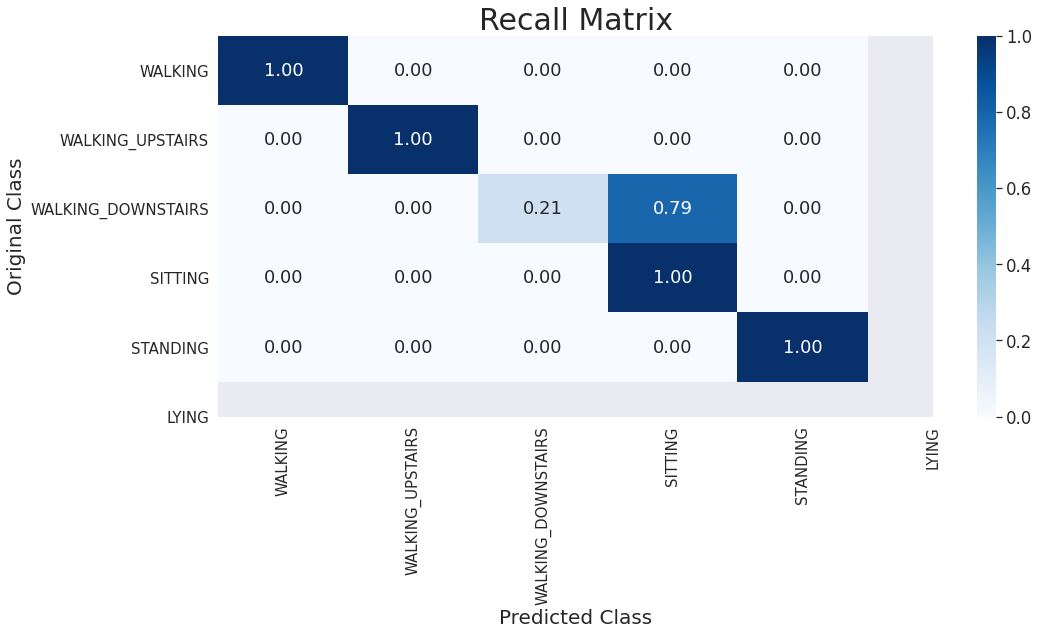 Recall Matrix
Original Class
WALKING 1.00 0.00 0.00 0.00 0.00
WALKING_UPSTAIRS 0.00 1.00 0.00 0.00 0.00
WALKING_DOWNSTAIRS 0.00 0.00 0.21 0.79 0.00
SITTING 0.00 0.00 0.00 1.00 0.00
STANDING 0.00 0.00 0.00 0.00 1.00
LYING
WALKING
WALKING_UPSTAIRS
WALKING_DOWNSTAIRS
SITTING
STANDING
LYING
Predicted Class
1.0
0.8
0.6
0.4
0.2
0.0